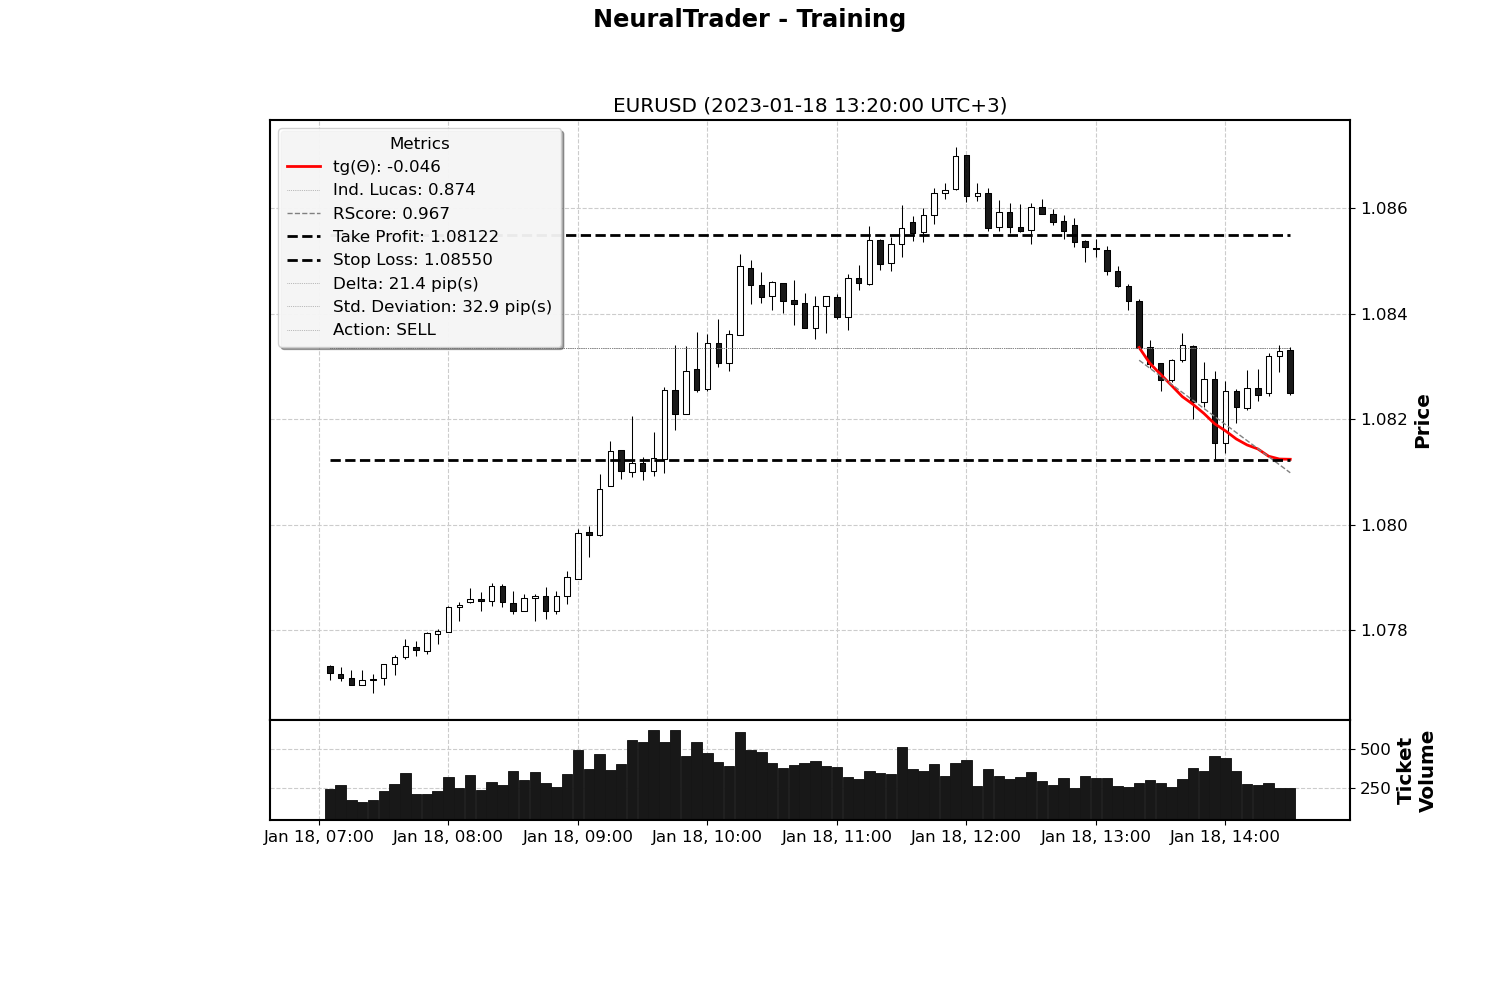 NeuralTrader - Training
EURUSD (2023-01-18 13:20:00 UTC+3)
Metrics
tg(Θ): -0.046
Ind. Lucas: 0.874
RScore: 0.967
Take Profit: 1.08122
Stop Loss: 1.08550
Delta: 21.4 pip(s)
Std. Deviation: 32.9 pip(s)
Action: SELL
1.086
1.084
1.082
1.080
1.078
Price
500
250
Ticket
Volume
Jan 18, 07:00
Jan 18, 08:00
Jan 18, 09:00
Jan 18, 10:00
Jan 18, 11:00
Jan 18, 12:00
Jan 18, 13:00
Jan 18, 14:00